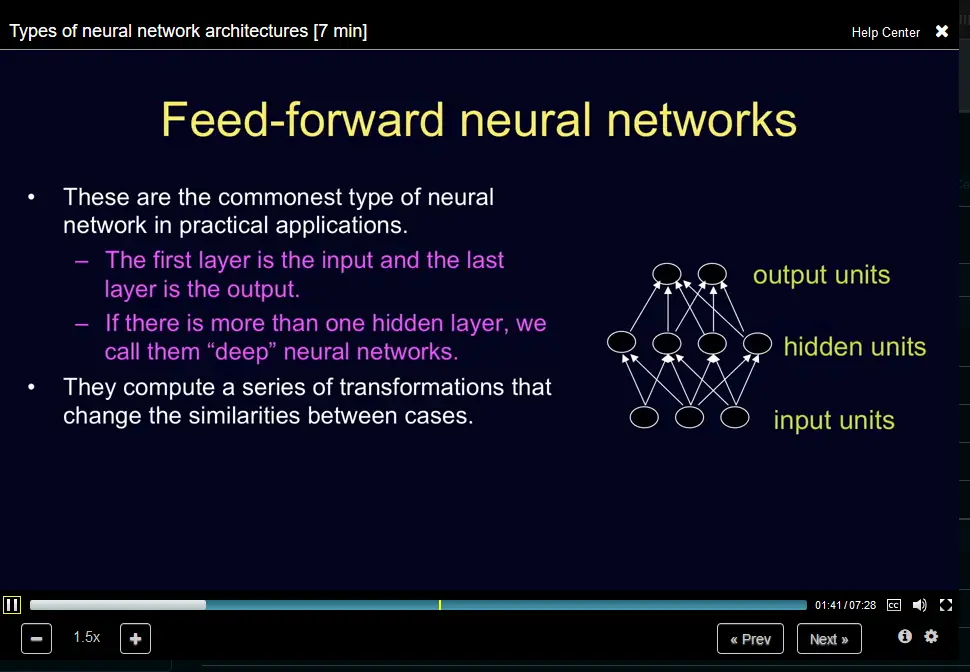 Types of neural network architectures [7 min]
Help Center ✖
Feed-forward neural networks
• These are the commonest type of neural
network in practical applications.
– The first layer is the input and the last
layer is the output.
– If there is more than one hidden layer, we
call them “deep” neural networks.
• They compute a series of transformations that
change the similarities between cases.
output units
hidden units
input units
01:41/07:28 CC
− 1.5x +
« Prev
Next »